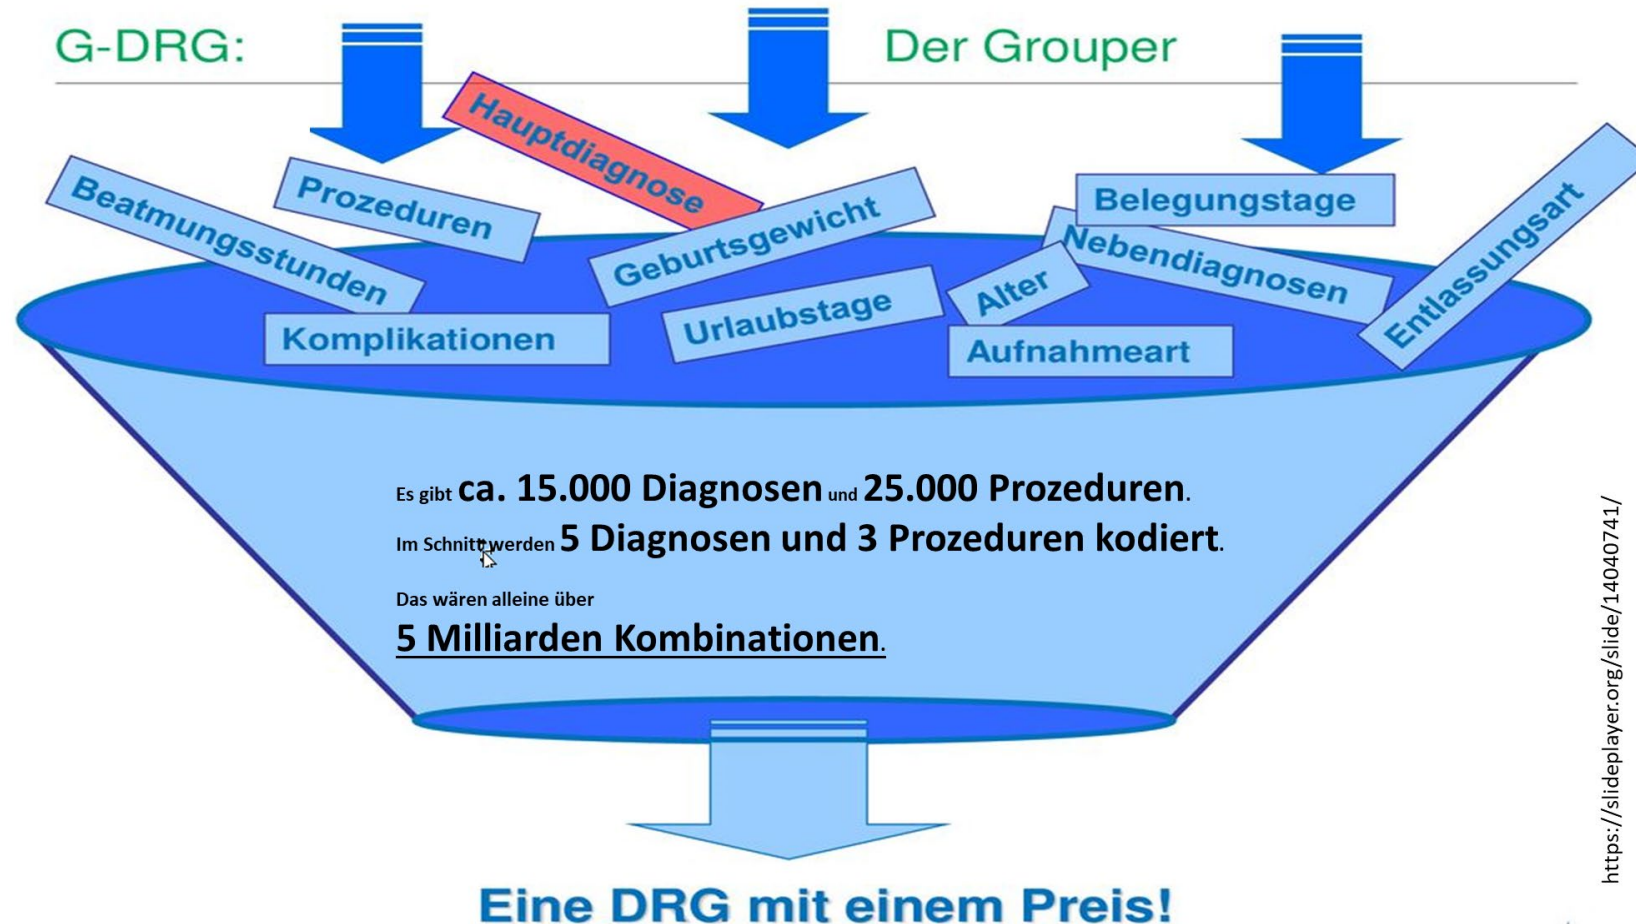 G-DRG:
Der Grouper
Hauptdiagnose
Beatmungsstunden
Prozeduren
Geburtsgewicht
Belegungstage
Nebendiagnosen
Entlassungsart
Alter
Urlaubstage
Komplikationen
Aufnahmeart
Es gibt ca. 15.000 Diagnosen und 25.000 Prozeduren.
Im Schnitt werden 5 Diagnosen und 3 Prozeduren kodiert.
Das wären alleine über
5 Milliarden Kombinationen.
Eine DRG mit einem Preis!
https://slideplayer.org/slide/14040741/